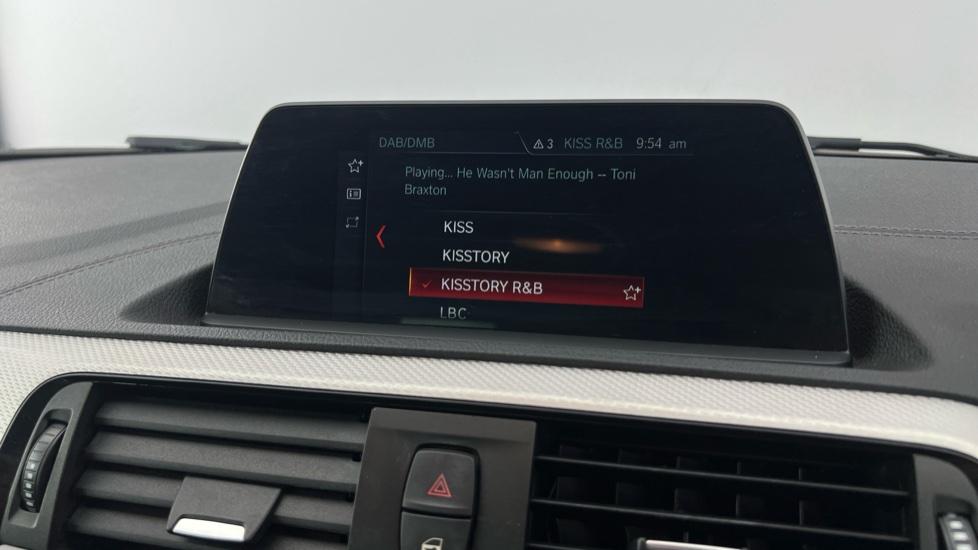 DAB/DMB 3 KISS R&B 9:54 am
Playing... He Wasn't Man Enough -- Toni
Braxton
KISS
KISSTORY
KISSTORY R&B
LBC